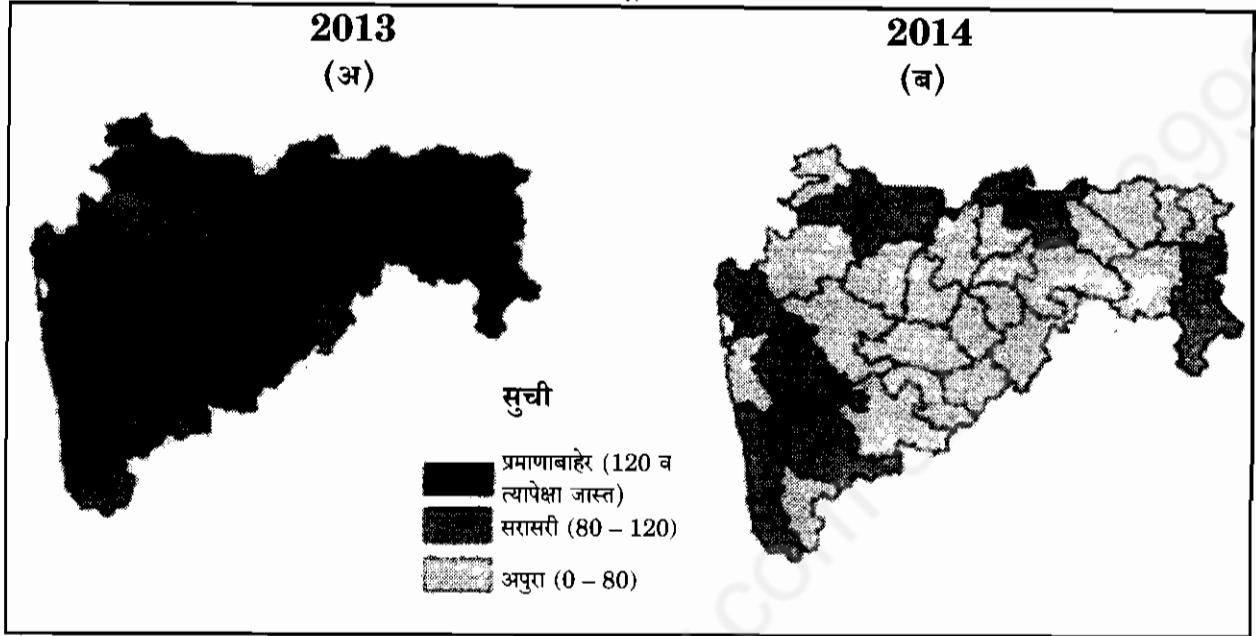 2013
(अ)
2014
(ब)
सुची
प्रमाणाबाहेर (120 व
त्यापेक्षा जास्त)
सरासरी (80 – 120)
अपुरा (0 – 80)